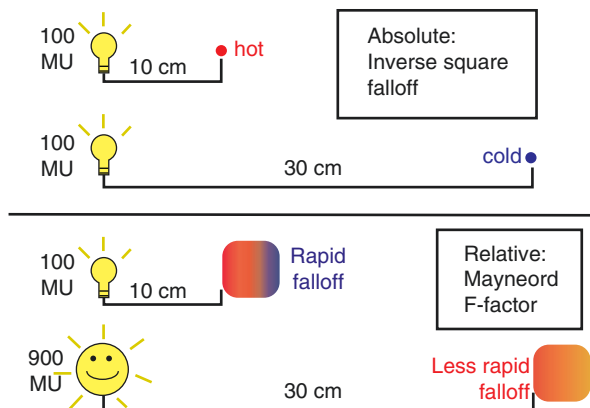 100
MU
10 cm
hot
Absolute:
Inverse square
falloff
100
MU
30 cm
cold
100
MU
10 cm
Rapid
falloff
Relative:
Mayneord
F-factor
900
MU
30 cm
Less rapid
falloff